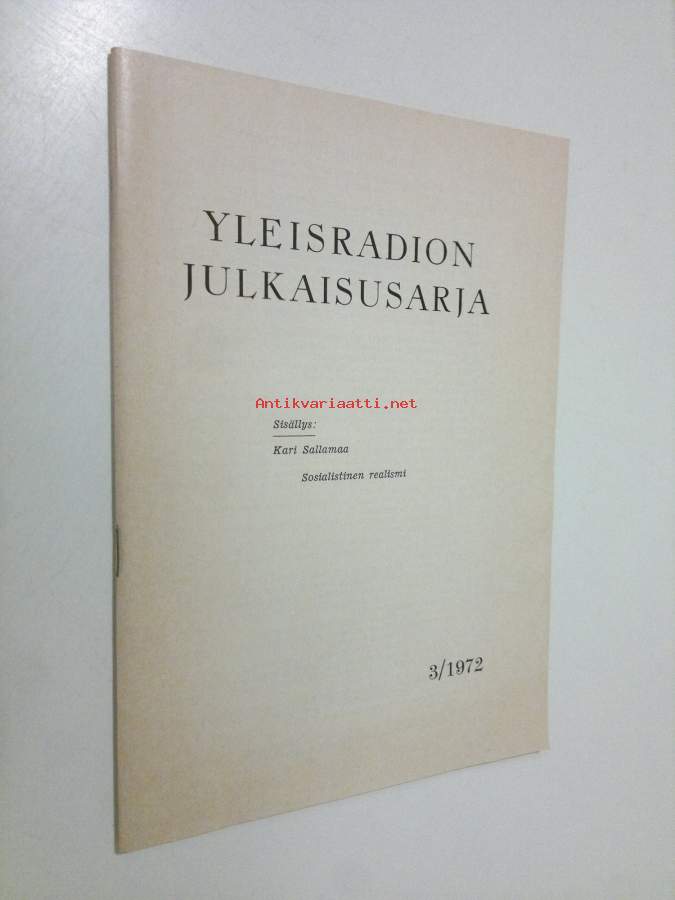 YLEISRADION
JULKAISUSARJA
Antikvariaatti.net
Sisällys:
Kari Sallamaa
Sosialistinen realismi
3/1972